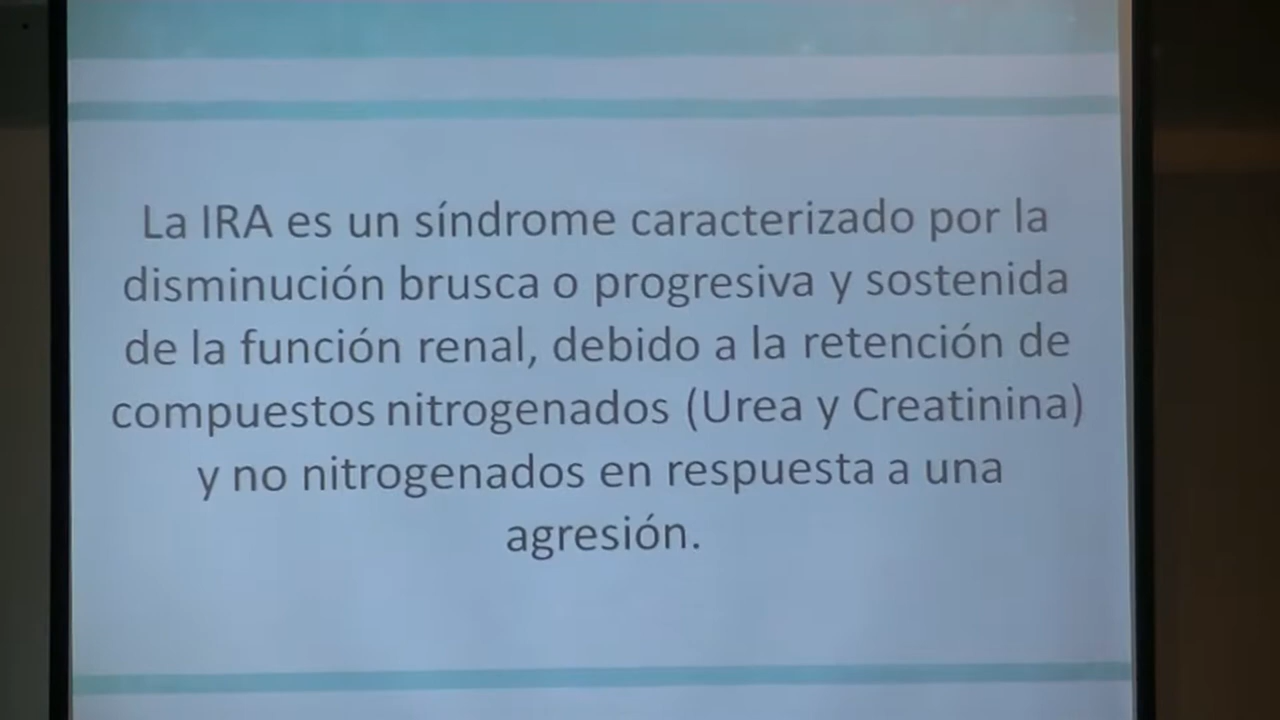 La IRA es un síndrome caracterizado por la
disminución brusca o progresiva y sostenida
de la función renal, debido a la retención de
compuestos nitrogenados (Urea y Creatinina)
y no nitrogenados en respuesta a una
agresión.